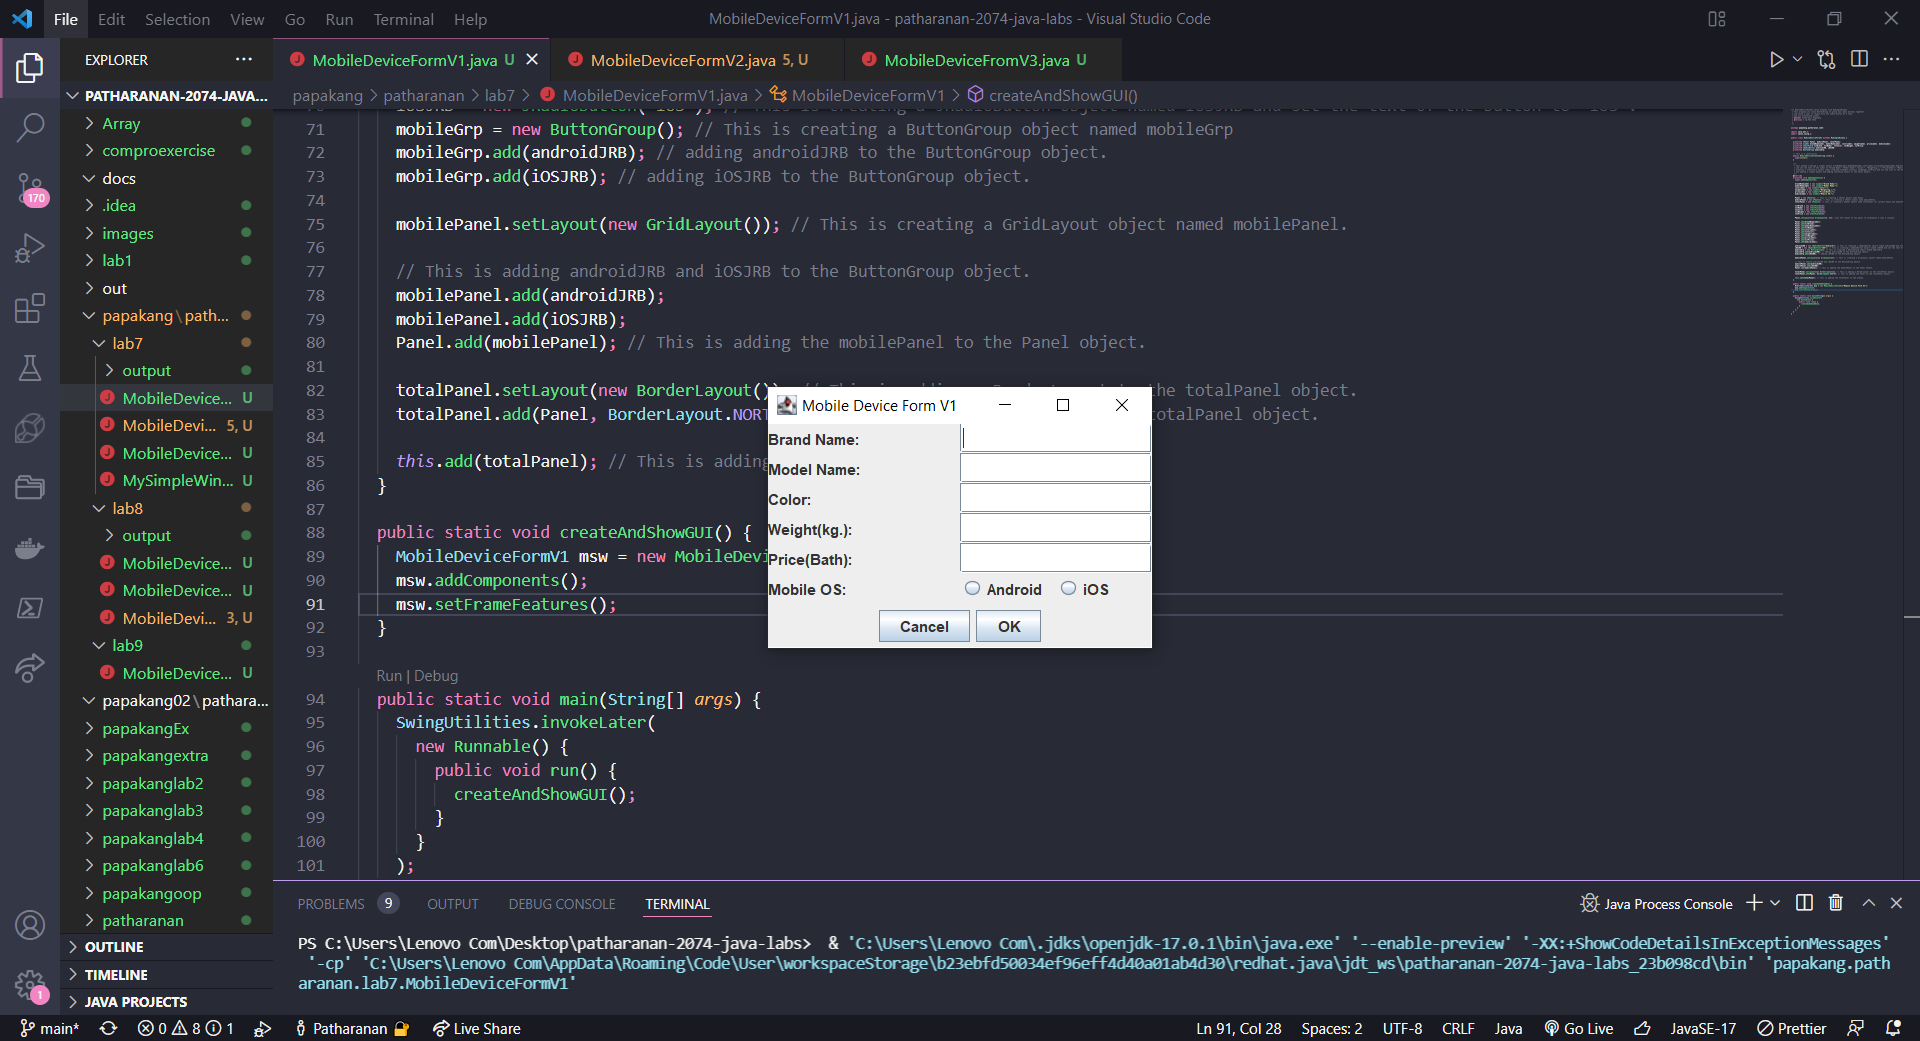 File Edit Selection View Go Run Terminal Help
MobileDeviceFormV1.java - patharanan-2074-java-labs - Visual Studio Code
EXPLORER
MobileDeviceFormV1.java U
MobileDeviceFormV2.java 5, U
MobileDeviceFromV3.java U
PATHARANAN-2074-JAVA...
papakang > patharanan > lab7 > MobileDeviceFormV1.java > MobileDeviceFormV1 > createAndShowGUI()
170
Array
comproexercise
docs
.idea
images
lab1
out
papakang\path...
lab7
output
MobileDevice... U
MobileDevi... 5, U
MobileDevice... U
MySimpleWin... U
lab8
output
MobileDevice... U
MobileDevice... U
MobileDevi... 3, U
lab9
MobileDevice... U
papakang02\pathara...
papakangEx
papakangextra
papakanglab2
papakanglab3
papakanglab4
papakanglab6
papakangoop
patharanan
OUTLINE
TIMELINE
JAVA PROJECTS
1
71 mobileGrp = new ButtonGroup(); // This is creating a ButtonGroup object named mobileGrp
72 mobileGrp.add(androidJRB); // adding androidJRB to the ButtonGroup object.
73 mobileGrp.add(iOSJRB); // adding iOSJRB to the ButtonGroup object.
74
75 mobilePanel.setLayout(new GridLayout()); // This is creating a GridLayout object named mobilePanel.
76
77 // This is adding androidJRB and iOSJRB to the ButtonGroup object.
78 mobilePanel.add(androidJRB);
79 mobilePanel.add(iOSJRB);
80 Panel.add(mobilePanel); // This is adding the mobilePanel to the Panel object.
81
82 totalPanel.setLayout(new BorderLayout() the totalPanel object.
83 totalPanel.add(Panel, BorderLayout.NORT totalPanel object.
84
85 this.add(totalPanel); // This is adding
86 }
87
88 public static void createAndShowGUI() {
89 MobileDeviceFormV1 msw = new MobileDevi
90 msw.addComponents();
91 msw.setFrameFeatures();
92 }
93
Run | Debug
94 public static void main(String[] args) {
95 SwingUtilities.invokeLater(
96 new Runnable() {
97 public void run() {
98 createAndShowGUI();
99 }
100 }
101 );
Mobile Device Form V1
Brand Name:
Model Name:
Color:
Weight(kg.):
Price(Bath):
Mobile OS: Android iOS
Cancel OK
PROBLEMS 9 OUTPUT DEBUG CONSOLE TERMINAL
Java Process Console
PS C:\Users\Lenovo Com\Desktop\patharanan-2074-java-labs> & 'C:\Users\Lenovo Com\.jdks\openjdk-17.0.1\bin\java.exe' '--enable-preview' '-XX:+ShowCodeDetailsInExceptionMessages'
'-cp' 'C:\Users\Lenovo Com\AppData\Roaming\Code\User\workspaceStorage\b23ebfd50034ef96eff4d40a01ab4d30\redhat.java\jdt_ws\patharanan-2074-java-labs_23b098cd\bin' 'papakang.path
aranan.lab7.MobileDeviceFormV1'
main* 0 8 1 Patharanan Live Share
Ln 91, Col 28 Spaces: 2 UTF-8 CRLF Java Go Live JavaSE-17 Prettier